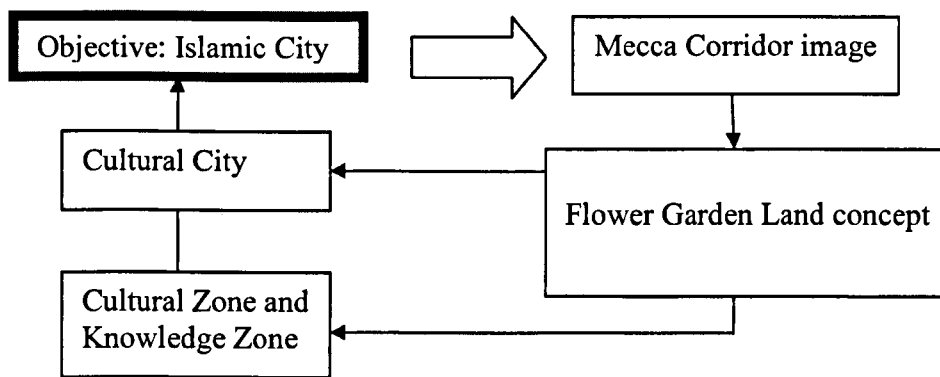 Objective: Islamic City
Mecca Corridor image
Cultural City
Flower Garden Land concept
Cultural Zone and
Knowledge Zone